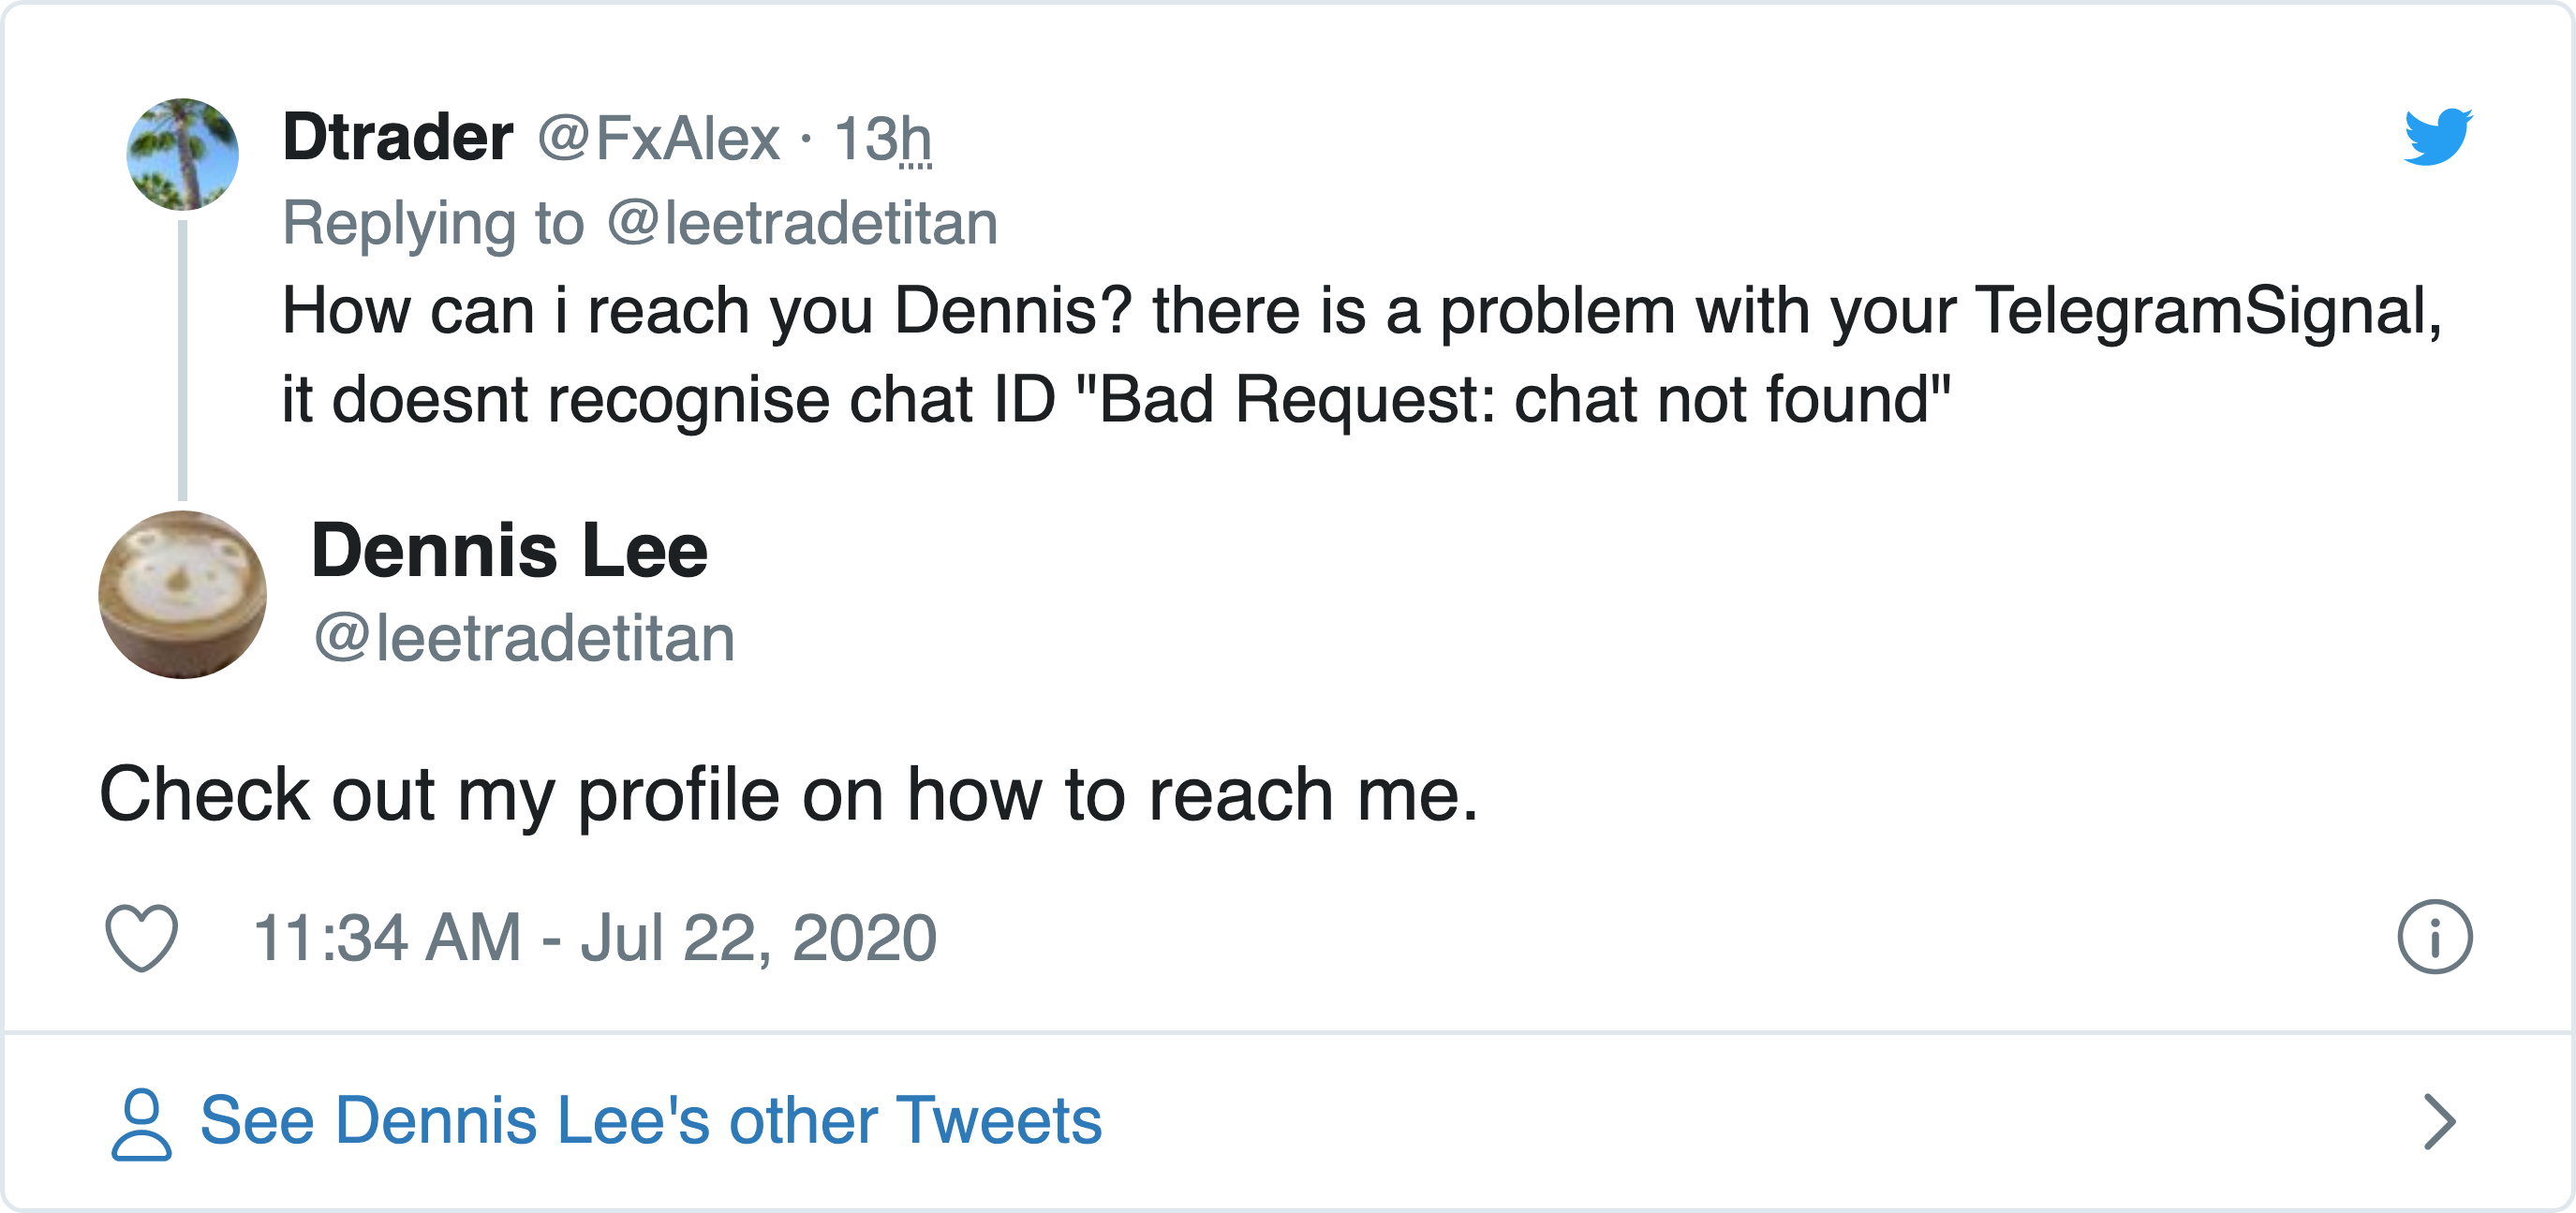 Dtrader @FxAlex · 13h
Replying to @leetradetitan
How can i reach you Dennis? there is a problem with your TelegramSignal,
it doesnt recognise chat ID "Bad Request: chat not found"
Dennis Lee
@leetradetitan
Check out my profile on how to reach me.
11:34 AM - Jul 22, 2020
See Dennis Lee's other Tweets